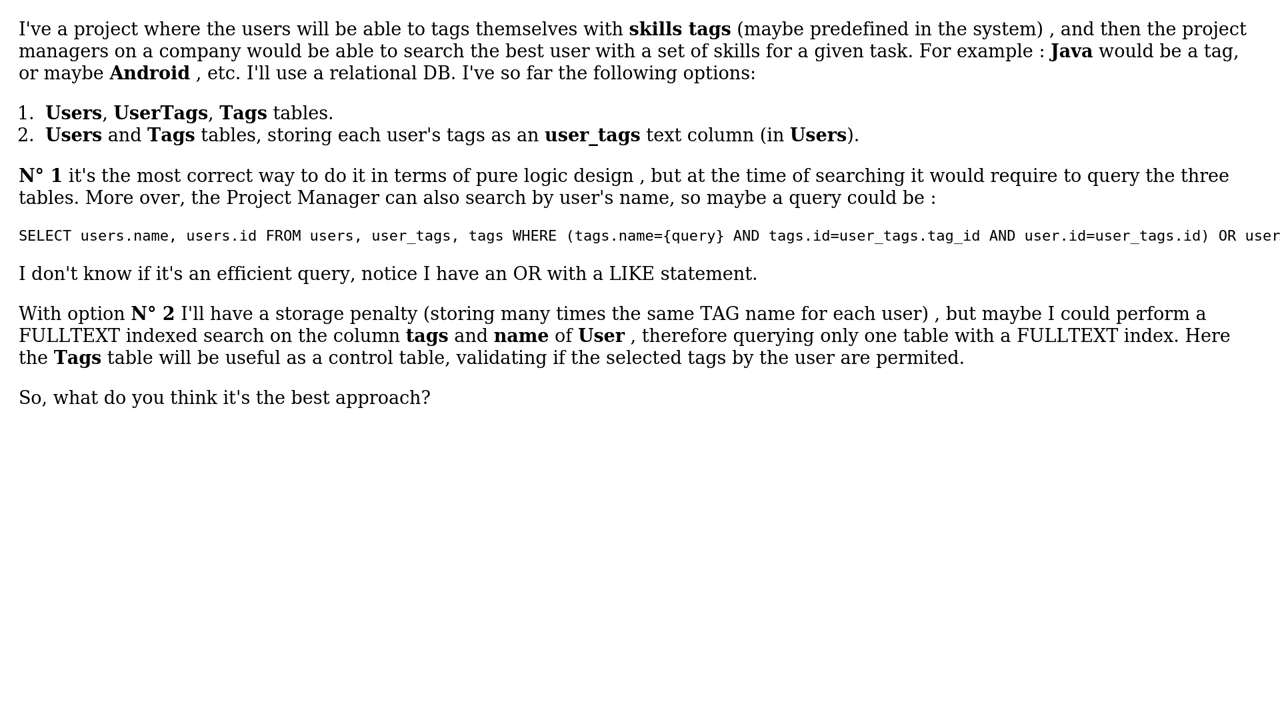 I've a project where the users will be able to tags themselves with skills tags (maybe predefined in the system) , and then the project
managers on a company would be able to search the best user with a set of skills for a given task. For example : Java would be a tag,
or maybe Android , etc. I'll use a relational DB. I've so far the following options:
1. Users, UserTags, Tags tables.
2. Users and Tags tables, storing each user's tags as an user_tags text column (in Users).
N° 1 it's the most correct way to do it in terms of pure logic design , but at the time of searching it would require to query the three
tables. More over, the Project Manager can also search by user's name, so maybe a query could be :
SELECT users.name, users.id FROM users, user_tags, tags WHERE (tags.name={query} AND tags.id=user_tags.tag_id AND user.id=user_tags.id) OR user
I don't know if it's an efficient query, notice I have an OR with a LIKE statement.
With option N° 2 I'll have a storage penalty (storing many times the same TAG name for each user) , but maybe I could perform a
FULLTEXT indexed search on the column tags and name of User , therefore querying only one table with a FULLTEXT index. Here
the Tags table will be useful as a control table, validating if the selected tags by the user are permited.
So, what do you think it's the best approach?